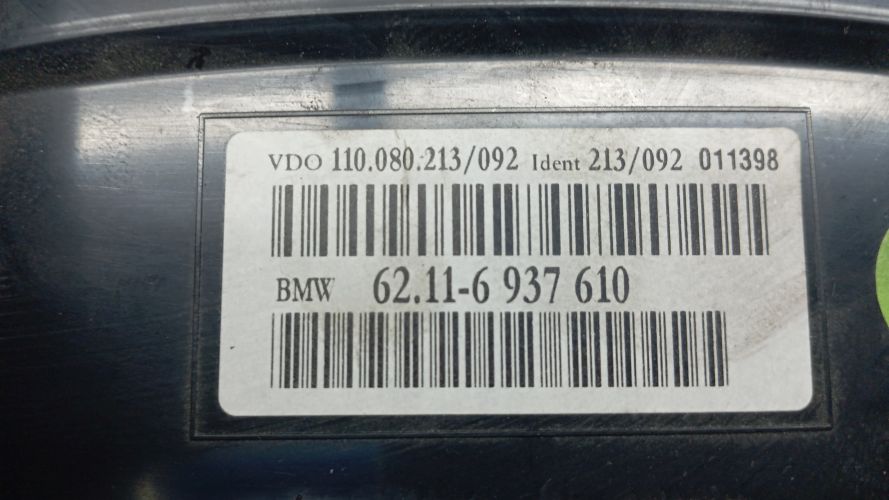 VDO 110.080.213/092 Ident 213/092 011398
BMW 62.11-6 937 610